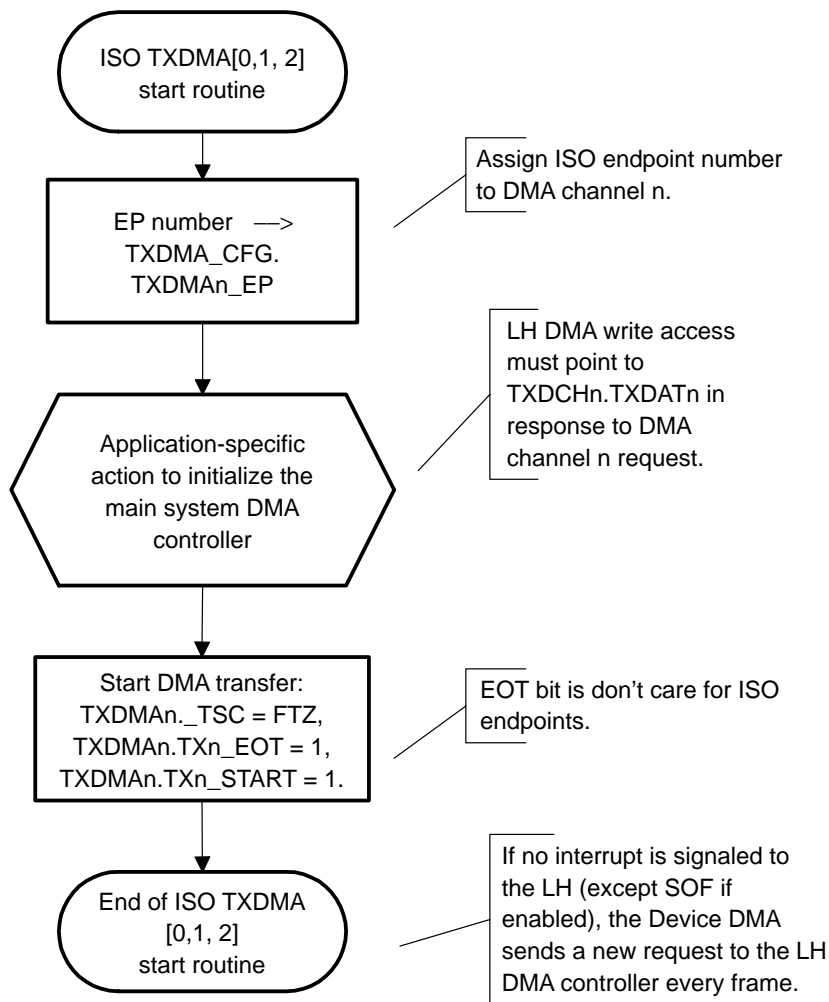 ISO TXDMA[0,1, 2]
start routine
Assign ISO endpoint number
to DMA channel n.
EP number —>
TXDMA_CFG.
TXDMAn_EP
LH DMA write access
must point to
TXDCHn.TXDATn in
response to DMA
channel n request.
Application-specific
action to initialize the
main system DMA
controller
Start DMA transfer:
TXDMAn._TSC = FTZ,
TXDMAn.TXn_EOT = 1,
TXDMAn.TXn_START = 1.
EOT bit is don’t care for ISO
endpoints.
End of ISO TXDMA
[0,1, 2]
start routine
If no interrupt is signaled to
the LH (except SOF if
enabled), the Device DMA
sends a new request to the LH
DMA controller every frame.